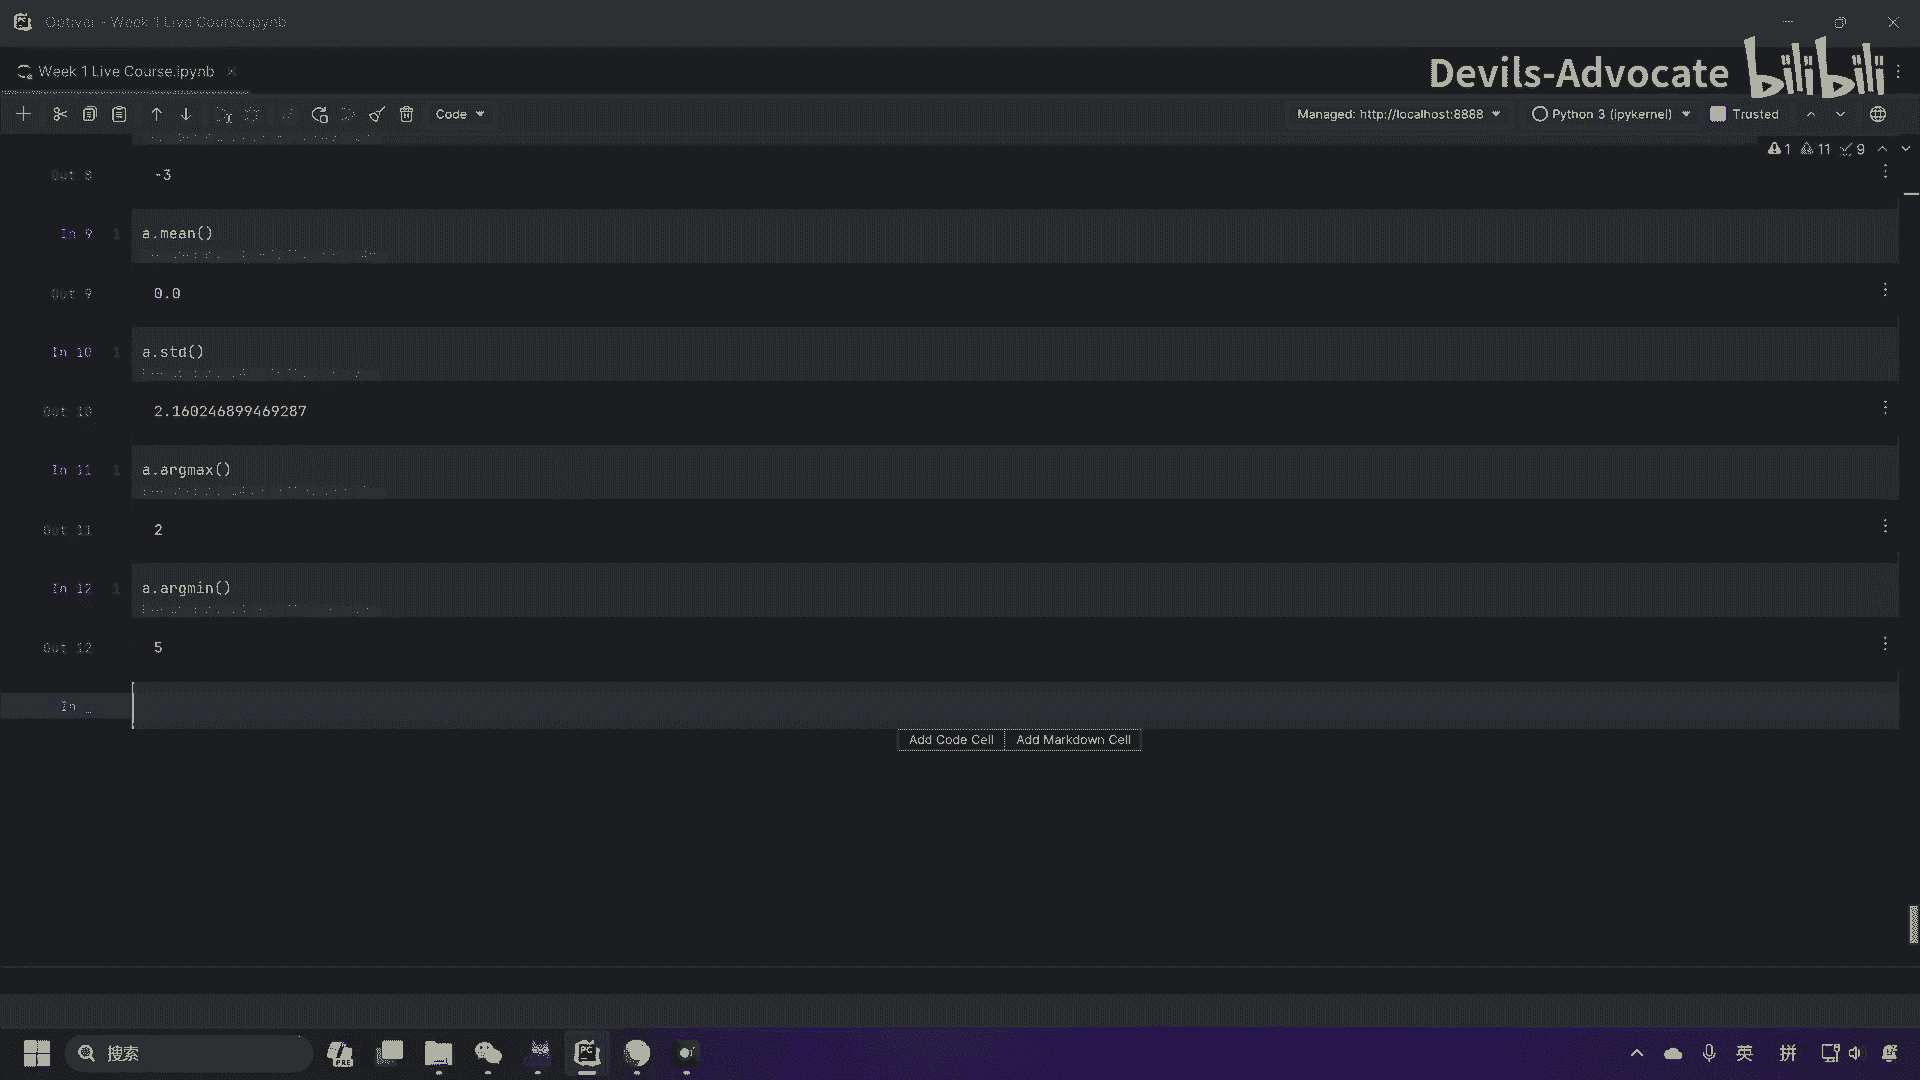 Optiver - Week 1 Live Course.ipynb
Week 1 Live Course.ipynb
Devils-Advocate bilibili
Code
Managed: http://localhost:8888
Python 3 (ipykernel)
Trusted
1 11 9
Out 8 -3
In 9 1 a.mean()
Out 9 0.0
In 10 1 a.std()
Out 10 2.160246899469287
In 11 1 a.argmax()
Out 11 2
In 12 1 a.argmin()
Out 12 5
In _
Add Code Cell Add Markdown Cell
搜索 PRE PC 英 拼